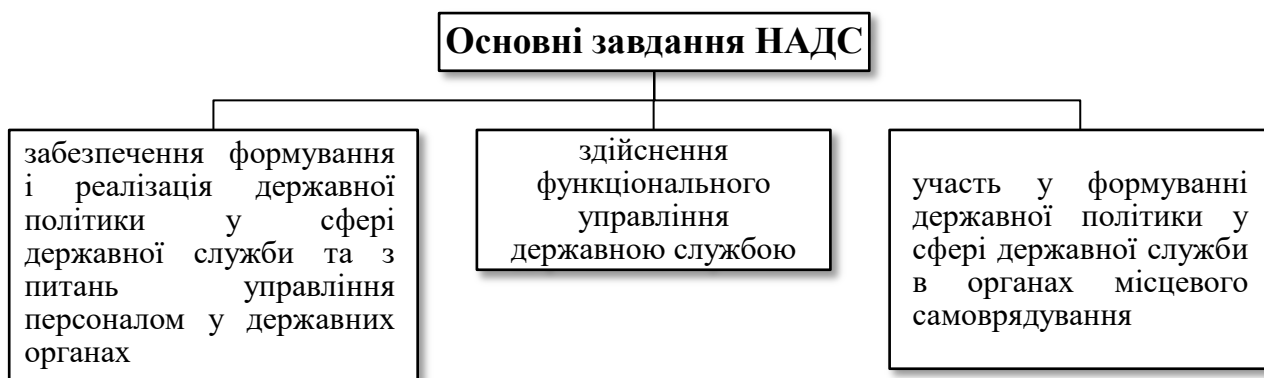 Основні завдання НАДС
забезпечення формування
і реалізація державної
політики у сфері
державної служби та з
питань управління
персоналом у державних
органах
здійснення
функціонального
управління
державною службою
участь у формуванні
державної політики у
сфері державної служби
в органах місцевого
самоврядування